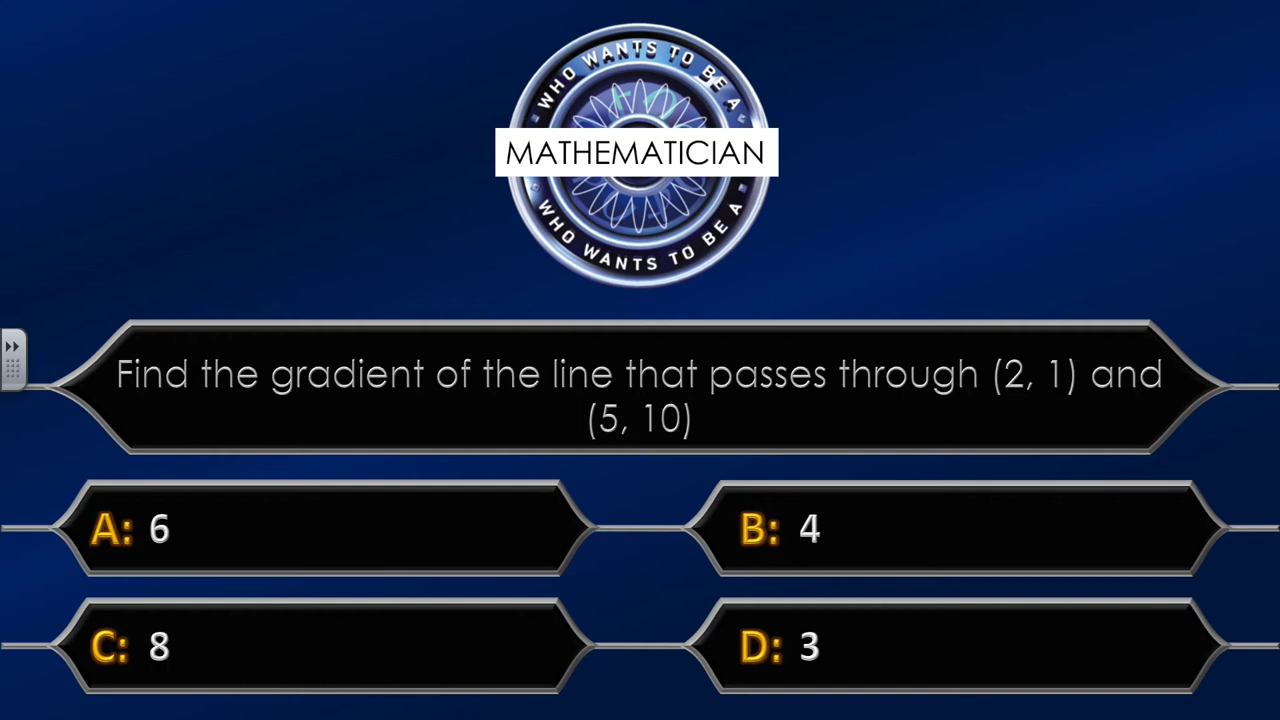 WHO WANTS TO BE A
MATHEMATICIAN
WHO WANTS TO BE A
Find the gradient of the line that passes through (2, 1) and
(5, 10)
A: 6
B: 4
C: 8
D: 3